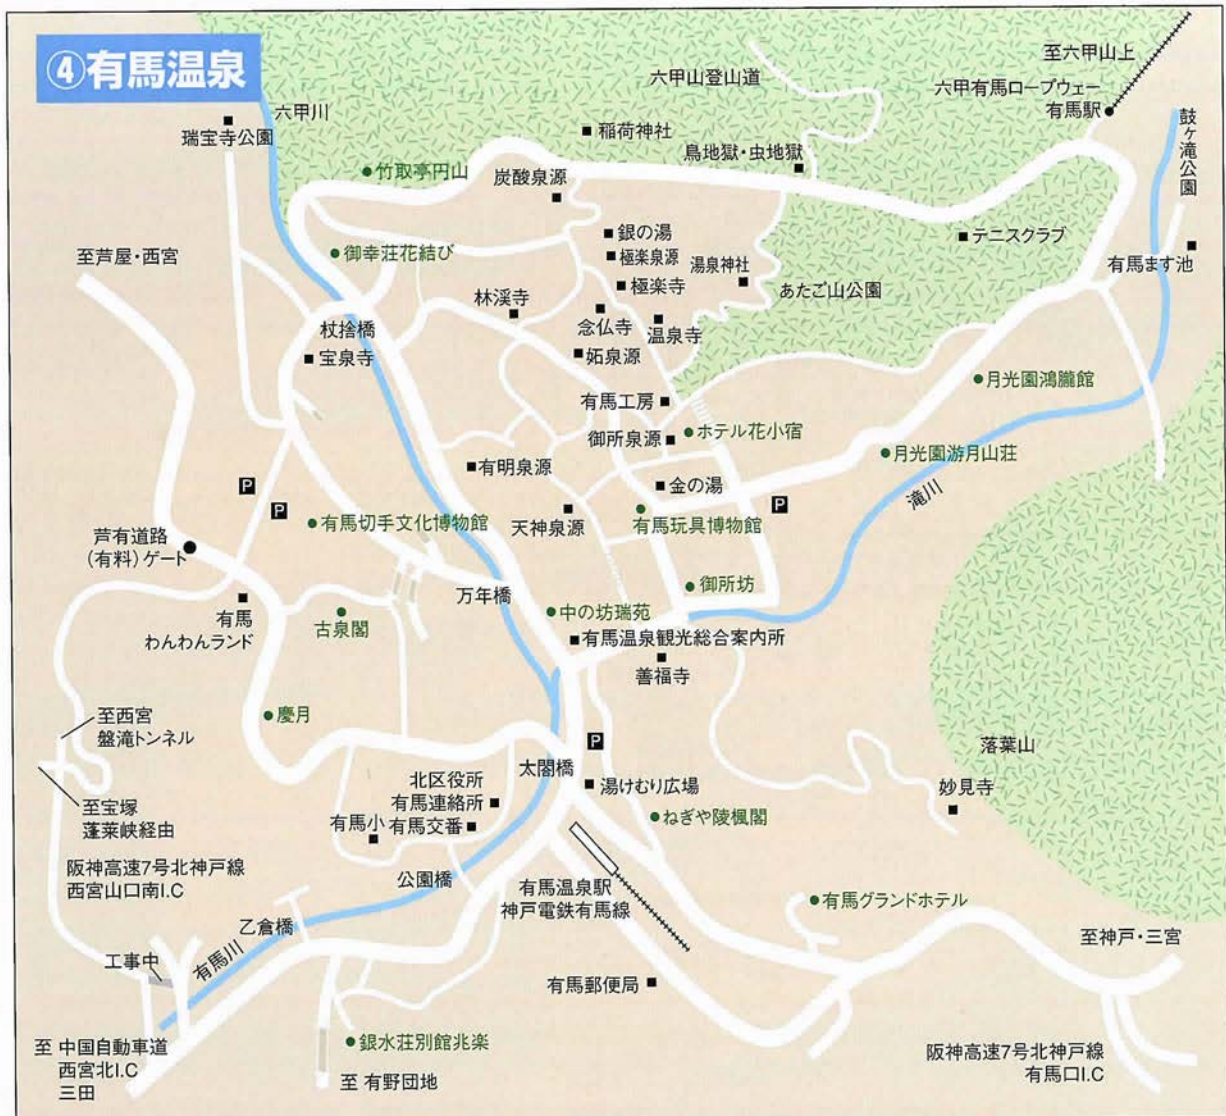 ④有馬温泉
六甲川
瑞宝寺公園
稲荷神社
六甲山登山道
至六甲山上
六甲有馬ロープウェー
有馬駅
鼓ヶ滝公園
鳥地獄・虫地獄
竹取亭円山
炭酸泉源
銀の湯
極楽泉源
極楽寺
湯泉神社
あたご山公園
テニスクラブ
有馬ます池
至芦屋・西宮
御幸荘花結び
林渓寺
念仏寺
温泉寺
杖捨橋
宝泉寺
妬泉源
有馬工房
月光園鴻朧館
御所泉源
ホテル花小宿
月光園游月山荘
有明泉源
金の湯
滝川
P
P
P
有馬切手文化博物館
天神泉源
有馬玩具博物館
芦有道路
(有料)ゲート
有馬
わんわんランド
古泉閣
万年橋
中の坊瑞苑
御所坊
有馬温泉観光総合案内所
善福寺
慶月
至西宮
盤滝トンネル
至宝塚
蓬莱峡経由
太閤橋
P
湯けむり広場
落葉山
妙見寺
北区役所
有馬連絡所
有馬交番
有馬小
ねぎや陵楓閣
阪神高速7号北神戸線
西宮山口南I.C
公園橋
有馬温泉駅
神戸電鉄有馬線
有馬グランドホテル
乙倉橋
有馬川
工事中
至神戸・三宮
有馬郵便局
至 中国自動車道
西宮北I.C
三田
銀水荘別館兆楽
至 有野団地
阪神高速7号北神戸線
有馬口I.C